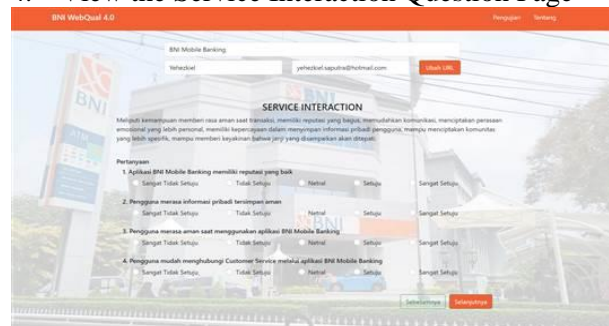 4. View the Service Interaction Question Page
BNI WebQual 4.0 Pengujian Tentang
BNI Mobile Banking
Yehezkiel yehezkiel.saputra@hotmail.com Ubah URL
BNI
SERVICE INTERACTION
Meliputi kemampuan memberi rasa aman saat transaksi, memiliki reputasi yang bagus, memudahkan komunikasi, menciptakan perasaan
emosional yang lebih personal, memiliki kepercayaan dalam menyimpan informasi pribadi pengguna, mampu menciptakan komunitas
yang lebih spesifik, mampu memberi keyakinan bahwa janji yang disampaikan akan ditepati.
Pertanyaan
1. Aplikasi BNI Mobile Banking memiliki reputasi yang baik
Sangat Tidak Setuju Tidak Setuju Netral Setuju Sangat Setuju
2. Pengguna merasa informasi pribadi tersimpan aman
Sangat Tidak Setuju Tidak Setuju Netral Setuju Sangat Setuju
3. Pengguna merasa aman saat menggunakan aplikasi BNI Mobile Banking
Sangat Tidak Setuju Tidak Setuju Netral Setuju Sangat Setuju
4. Pengguna mudah menghubungi Customer Service melalui aplikasi BNI Mobile Banking
Sangat Tidak Setuju Tidak Setuju Netral Setuju Sangat Setuju
Sebelumnya Selanjutnya